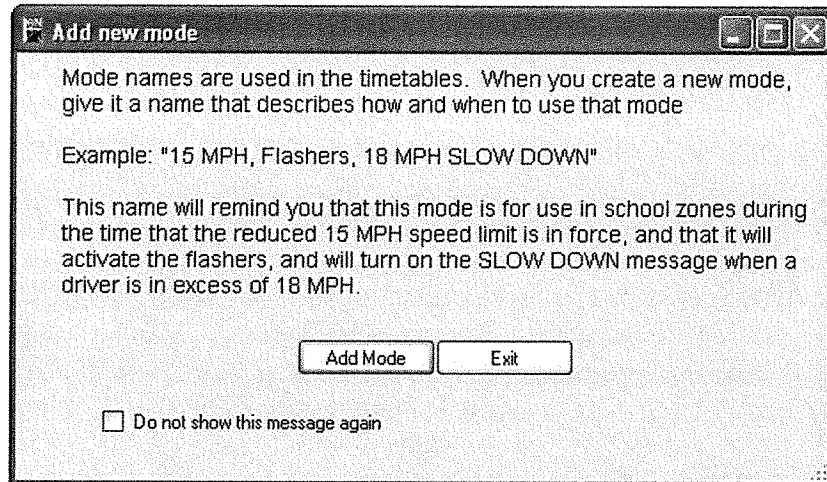 Add new mode
Mode names are used in the timetables. When you create a new mode,
give it a name that describes how and when to use that mode
Example: "15 MPH, Flashers, 18 MPH SLOW DOWN"
This name will remind you that this mode is for use in school zones during
the time that the reduced 15 MPH speed limit is in force, and that it will
activate the flashers, and will turn on the SLOW DOWN message when a
driver is in excess of 18 MPH.
Add Mode Exit
Do not show this message again